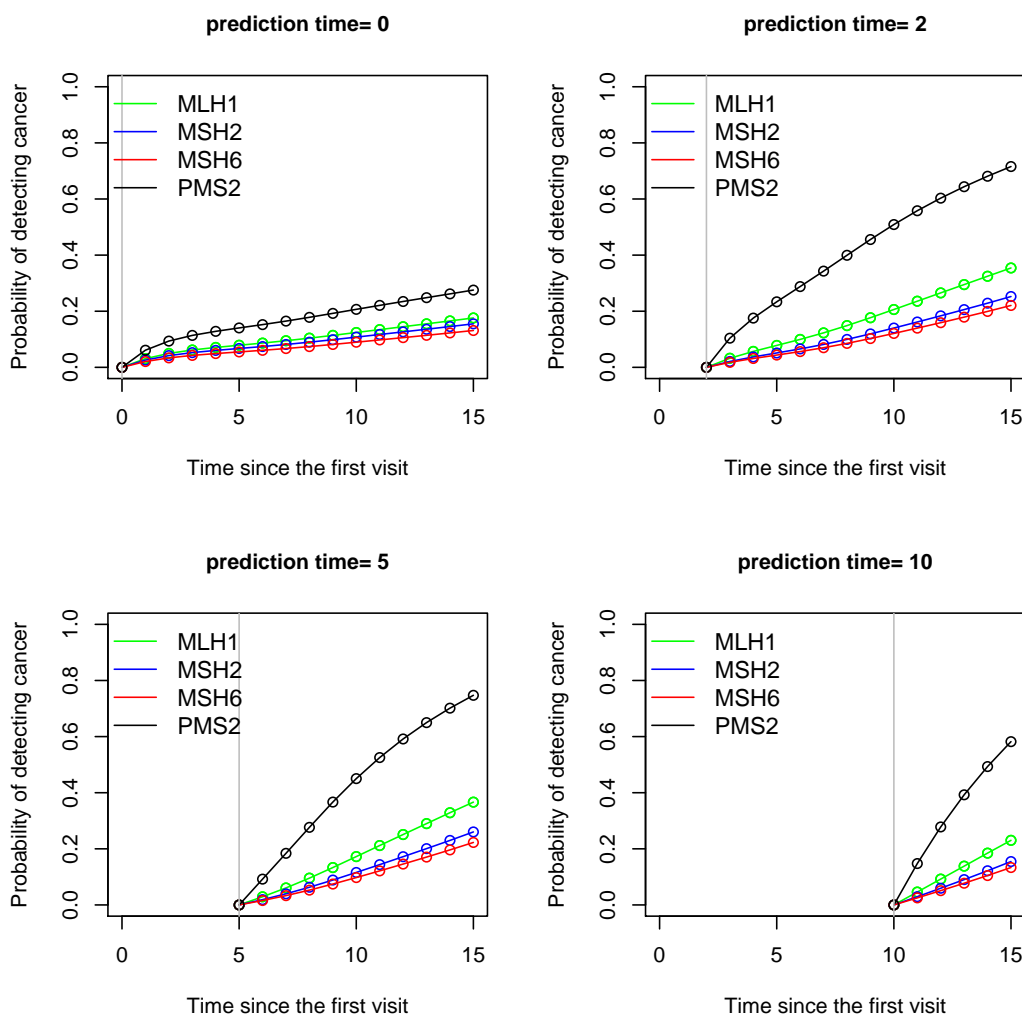 prediction time= 0
Probability of detecting cancer
1.0
0.8
0.6
0.4
0.2
0.0
MLH1
MSH2
MSH6
PMS2
0 5 10 15
Time since the first visit
prediction time= 2
Probability of detecting cancer
1.0
0.8
0.6
0.4
0.2
0.0
MLH1
MSH2
MSH6
PMS2
0 5 10 15
Time since the first visit
prediction time= 5
Probability of detecting cancer
1.0
0.8
0.6
0.4
0.2
0.0
MLH1
MSH2
MSH6
PMS2
0 5 10 15
Time since the first visit
prediction time= 10
Probability of detecting cancer
1.0
0.8
0.6
0.4
0.2
0.0
MLH1
MSH2
MSH6
PMS2
0 5 10 15
Time since the first visit